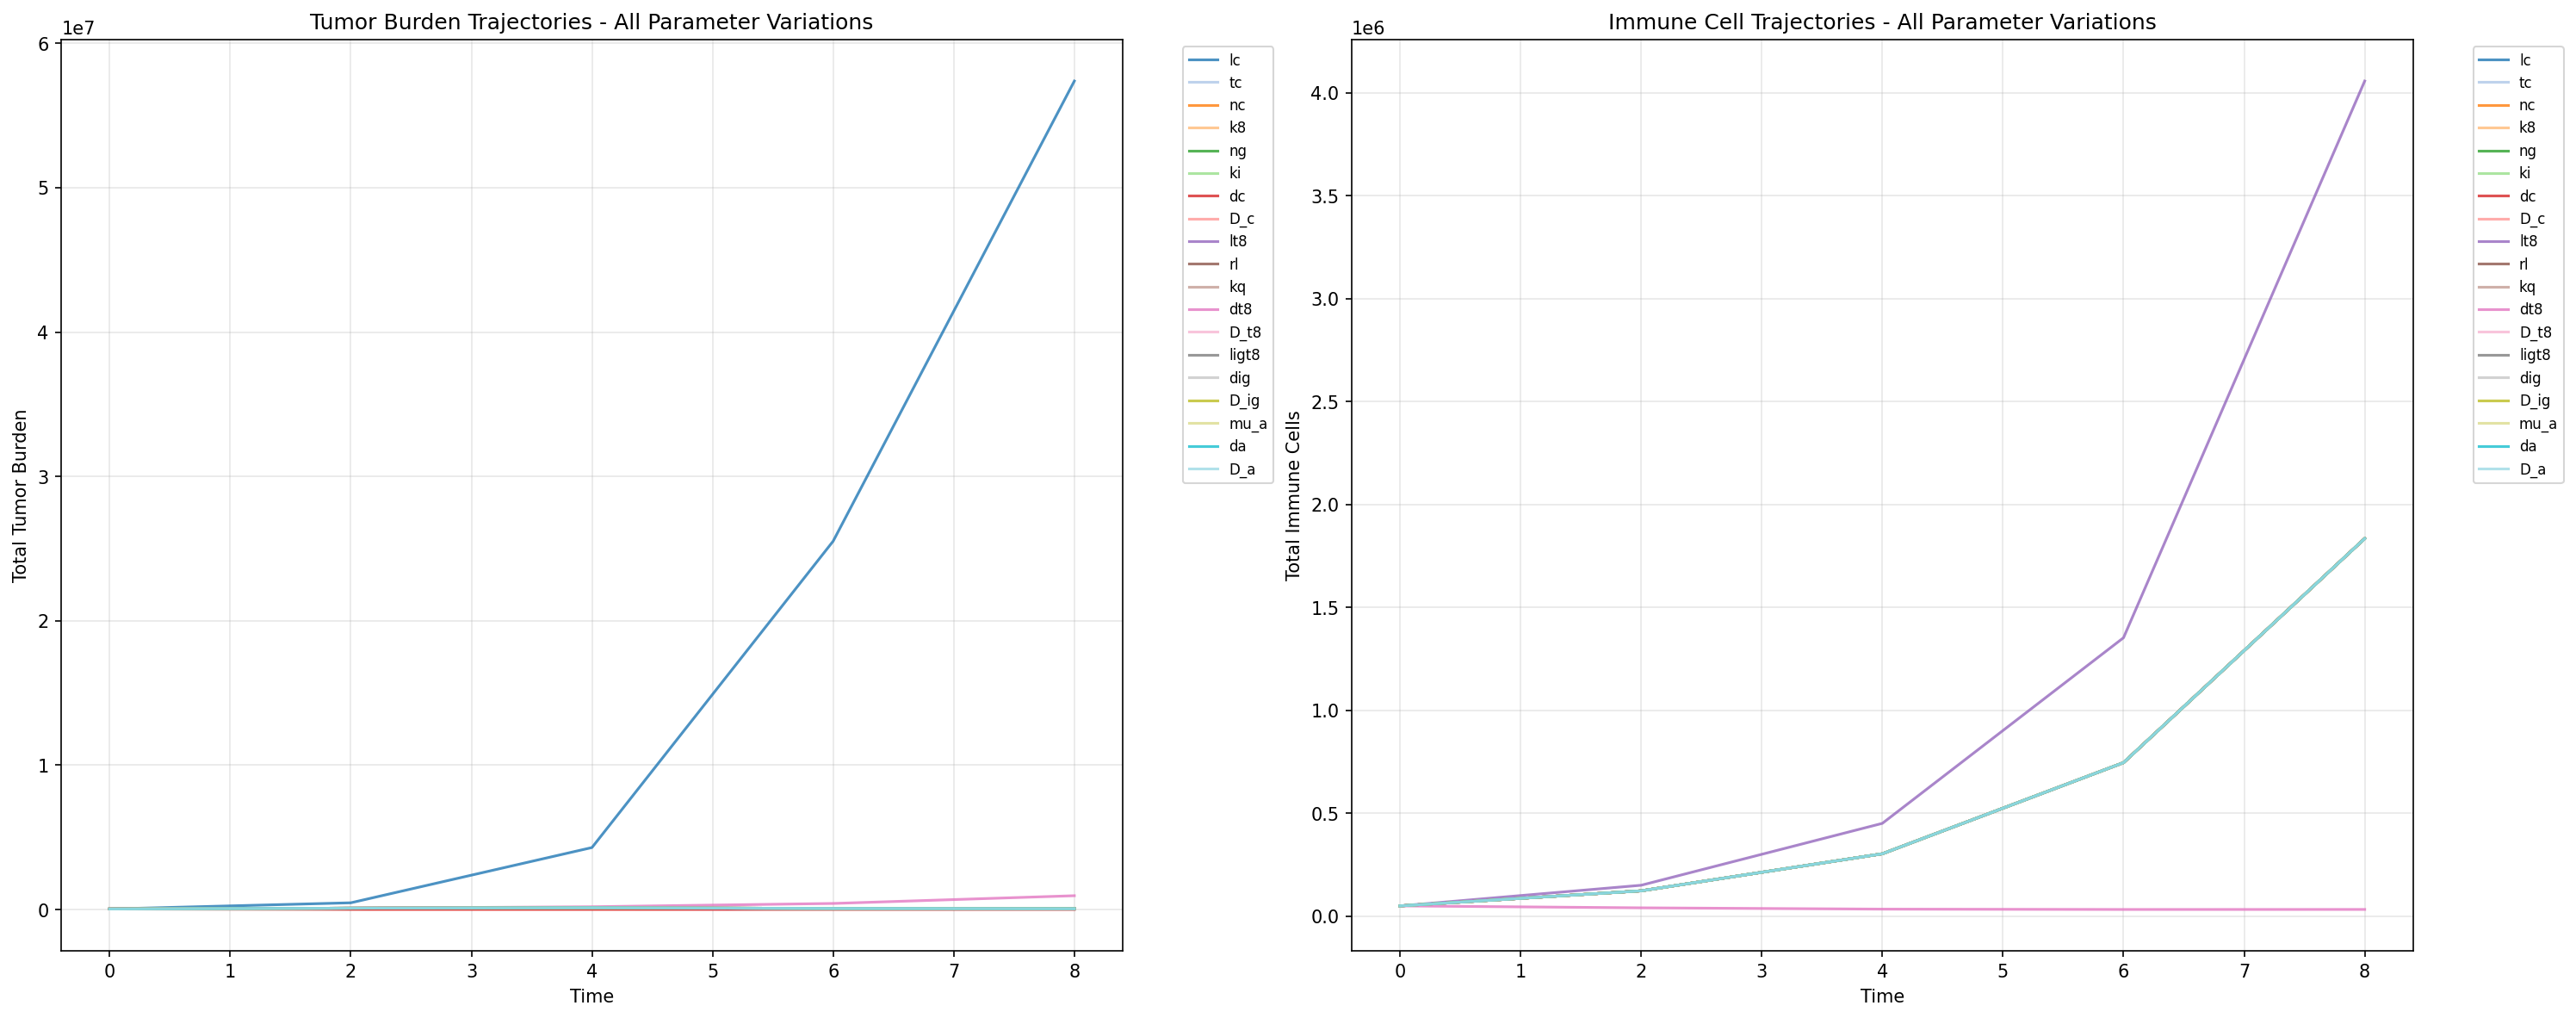 Tumor Burden Trajectories - All Parameter Variations
1e7
6
5
4
3
2
1
0
Total Tumor Burden
0 1 2 3 4 5 6 7 8
Time
lc
tc
nc
k8
ng
ki
dc
D_c
lt8
rl
kq
dt8
D_t8
ligt8
dig
D_ig
mu_a
da
D_a
Immune Cell Trajectories - All Parameter Variations
1e6
4.0
3.5
3.0
2.5
2.0
1.5
1.0
0.5
0.0
Total Immune Cells
0 1 2 3 4 5 6 7 8
Time
lc
tc
nc
k8
ng
ki
dc
D_c
lt8
rl
kq
dt8
D_t8
ligt8
dig
D_ig
mu_a
da
D_a